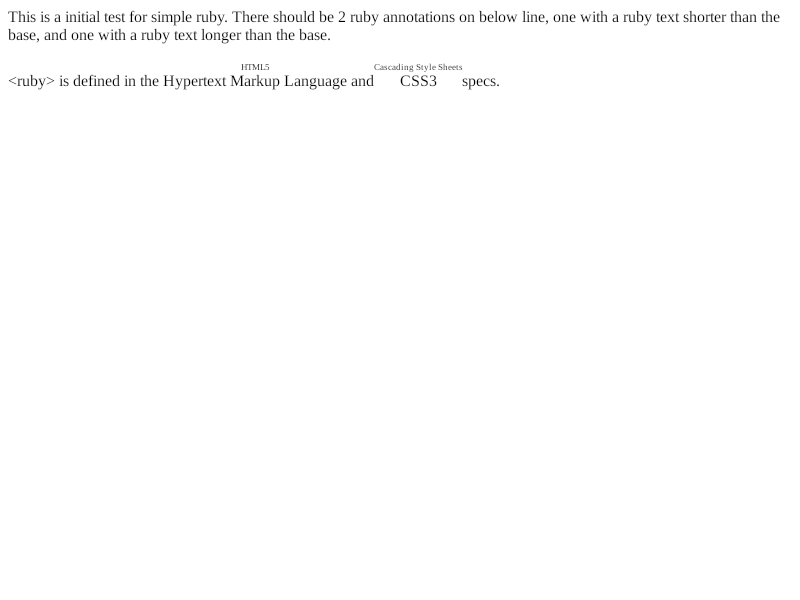 This is a initial test for simple ruby. There should be 2 ruby annotations on below line, one with a ruby text shorter than the
base, and one with a ruby text longer than the base.
HTML5 Cascading Style Sheets
<ruby> is defined in the Hypertext Markup Language and CSS3 specs.